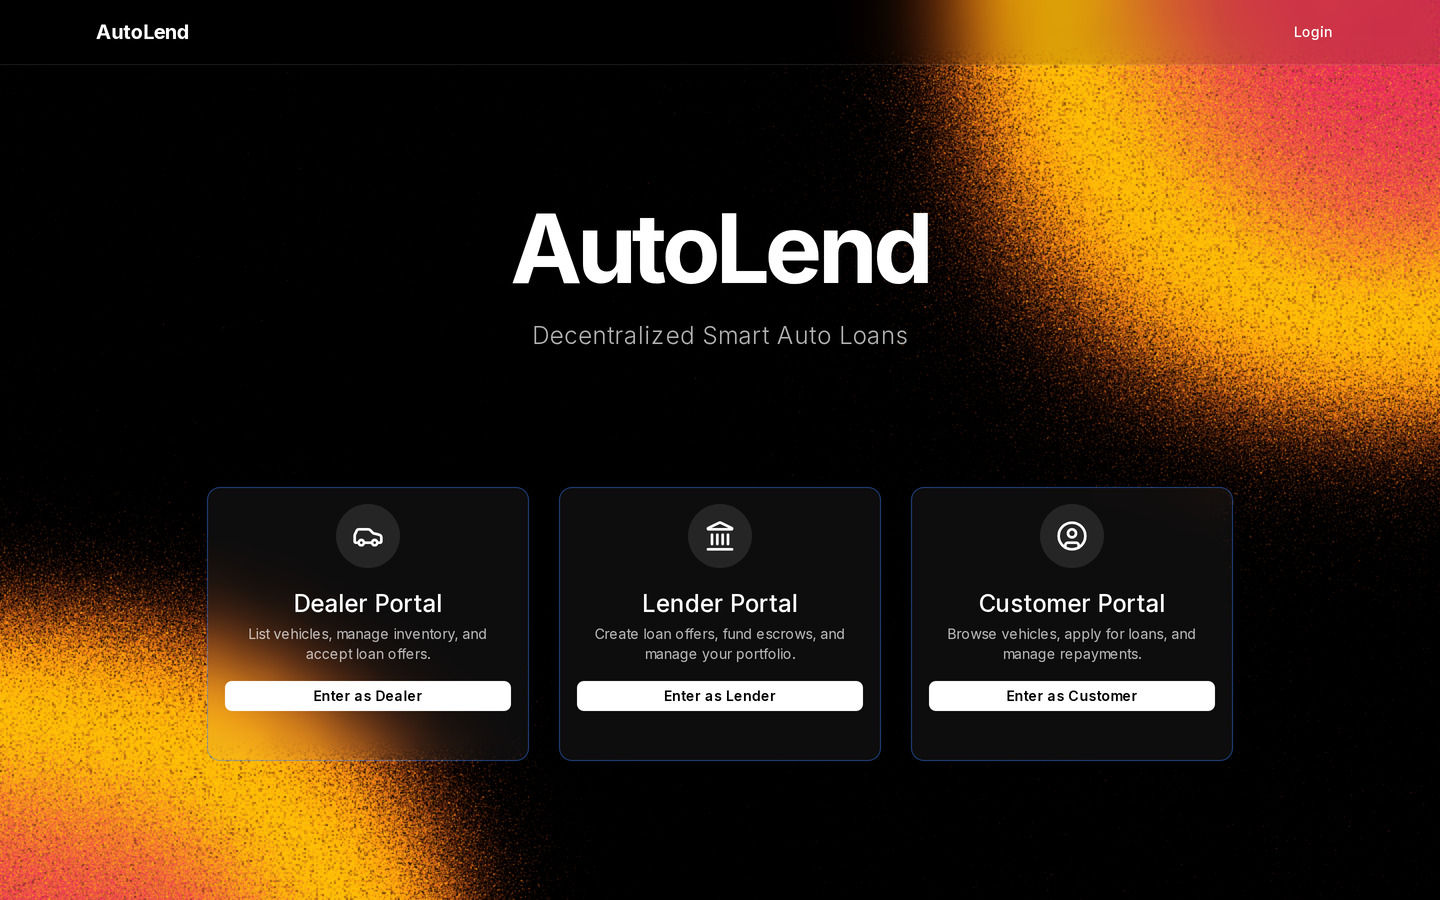 AutoLend
Login
AutoLend
Decentralized Smart Auto Loans
Dealer Portal
List vehicles, manage inventory, and
accept loan offers.
Enter as Dealer
Lender Portal
Create loan offers, fund escrows, and
manage your portfolio.
Enter as Lender
Customer Portal
Browse vehicles, apply for loans, and
manage repayments.
Enter as Customer